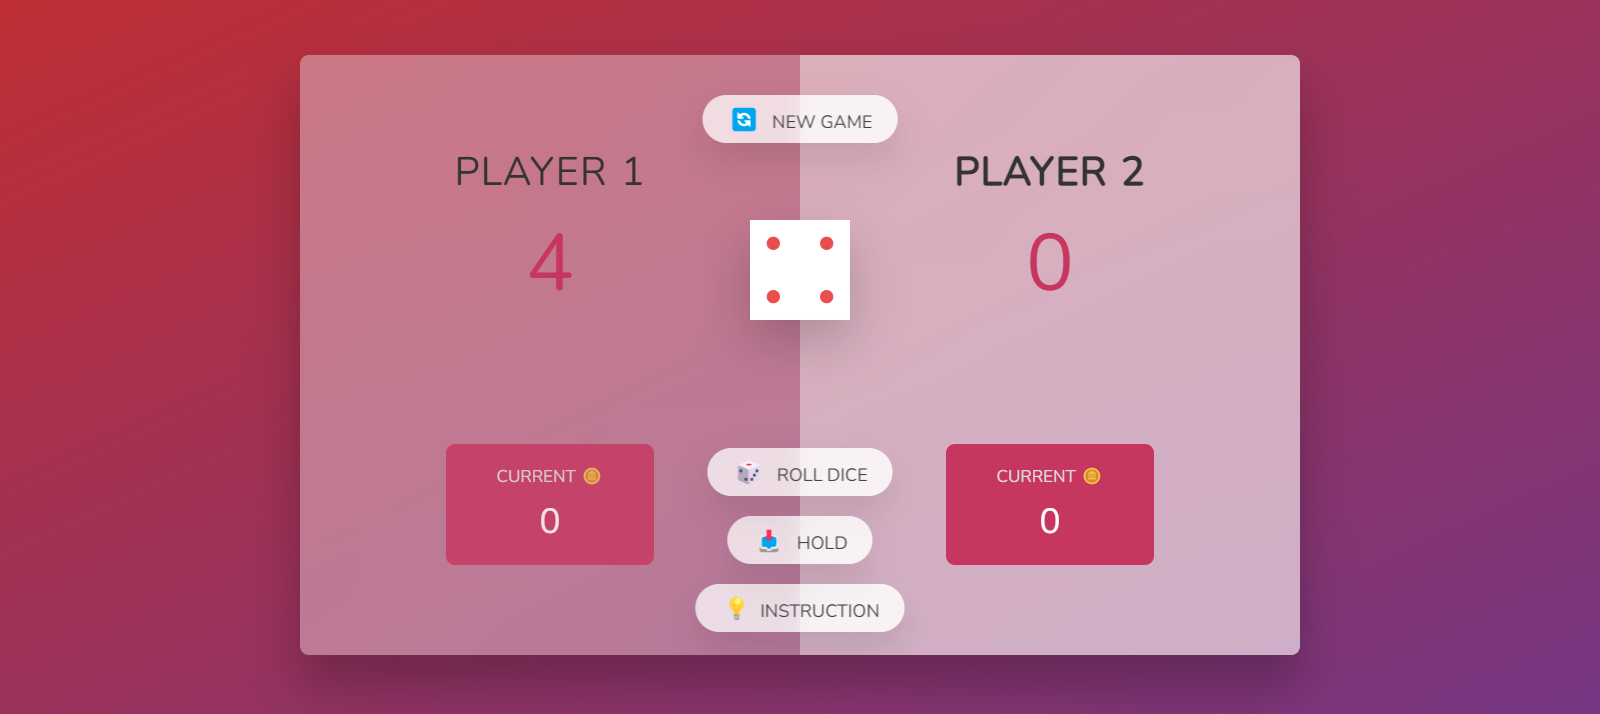 NEW GAME
PLAYER 1
PLAYER 2
4
0
CURRENT
0
CURRENT
0
ROLL DICE
HOLD
INSTRUCTION